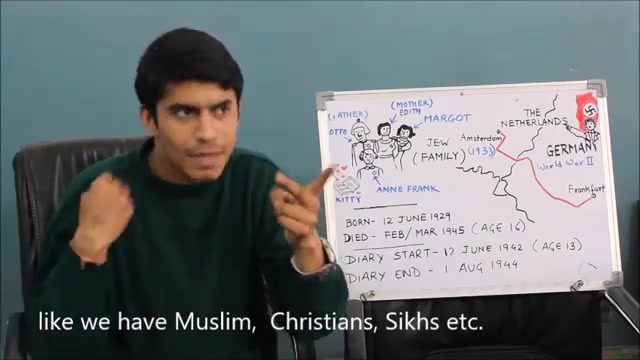 (FATHER)
OTTO
(MOTHER)
EDITH
MARGOT
JEW
(FAMILY)
KITTY
ANNE FRANK
THE
NETHERLANDS
Amsterdam
(1933)
GERMANY
World War II
Frankfurt
BORN- 12 JUNE 1929
DIED- FEB/MAR 1945 (AGE 16)
DIARY START- 12 JUNE 1942 (AGE 13)
DIARY END - 1 AUG 1944
like we have Muslim, Christians, Sikhs etc.